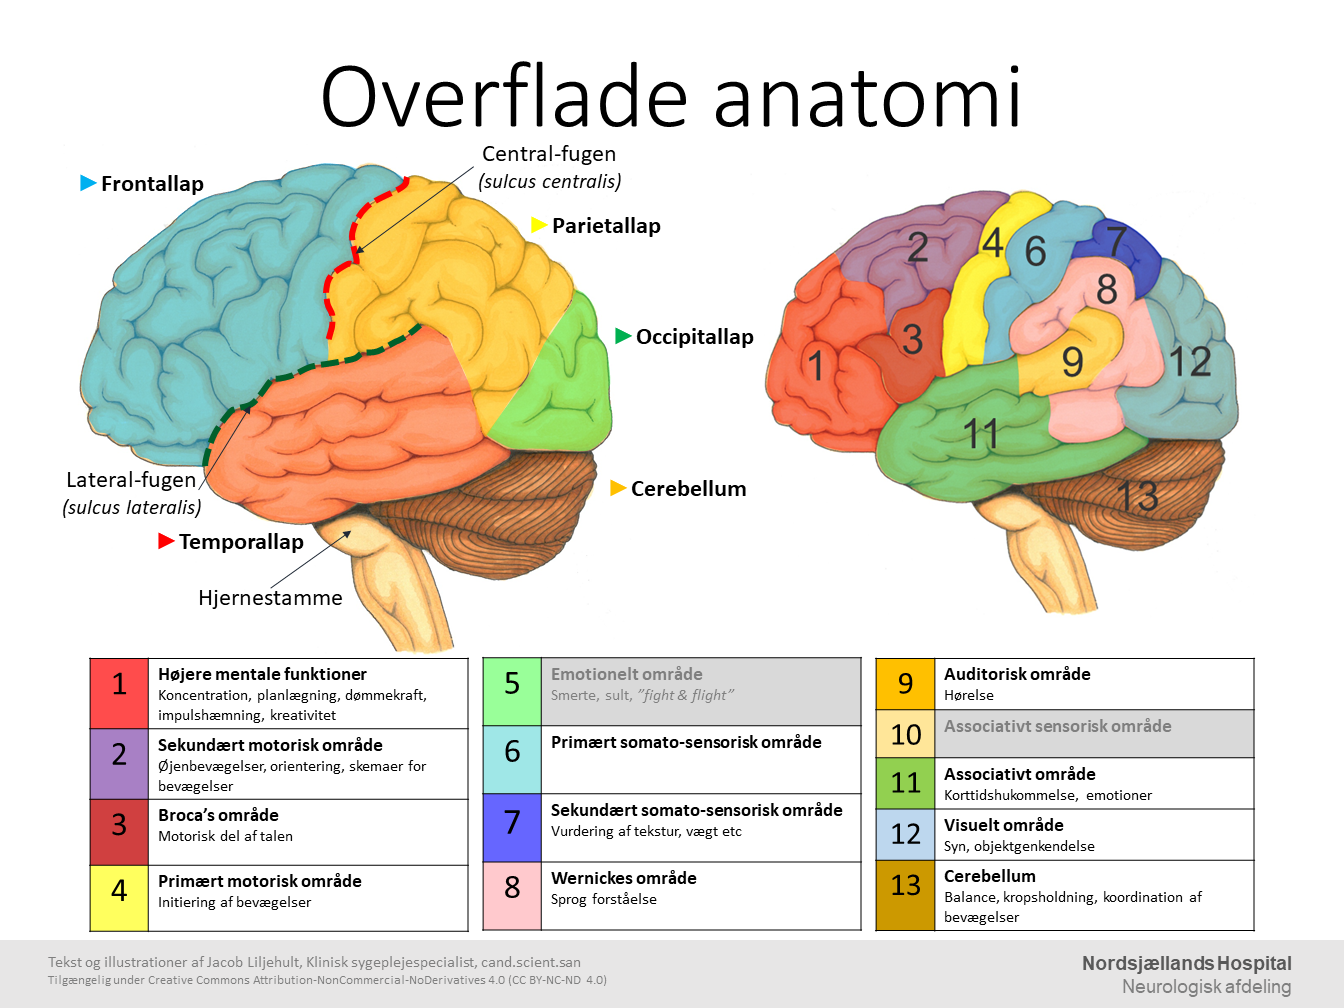 Overflade anatomi
Central-fugen
(sulcus centralis)
Frontallap
Parietallap
Occipitallap
Lateral-fugen
(sulcus lateralis)
Cerebellum
Temporallap
Hjernestamme
1
2
3
4
6
7
8
9
11
12
13
1
Højere mentale funktioner
Koncentration, planlægning, dømmekraft,
impulshæmning, kreativitet
2
Sekundært motorisk område
Øjenbevægelser, orientering, skemaer for
bevægelser
3
Broca's område
Motorisk del af talen
4
Primært motorisk område
Initiering af bevægelser
5
Emotionelt område
Smerte, sult, "fight & flight"
6
Primært somato-sensorisk område
7
Sekundært somato-sensorisk område
Vurdering af tekstur, vægt etc
8
Wernickes område
Sprog forståelse
9
Auditorisk område
Hørelse
10
Associativt sensorisk område
11
Associativt område
Korttidshukommelse, emotioner
12
Visuelt område
Syn, objektgenkendelse
13
Cerebellum
Balance, kropsholdning, koordination af
bevægelser
Tekst og illustrationer af Jacob Liljehult, Klinisk sygeplejespecialist, cand.scient.san
Tilgængelig under Creative Commons Attribution-NonCommercial-NoDerivatives 4.0 (CC BY-NC-ND 4.0)
Nordsjællands Hospital
Neurologisk afdeling